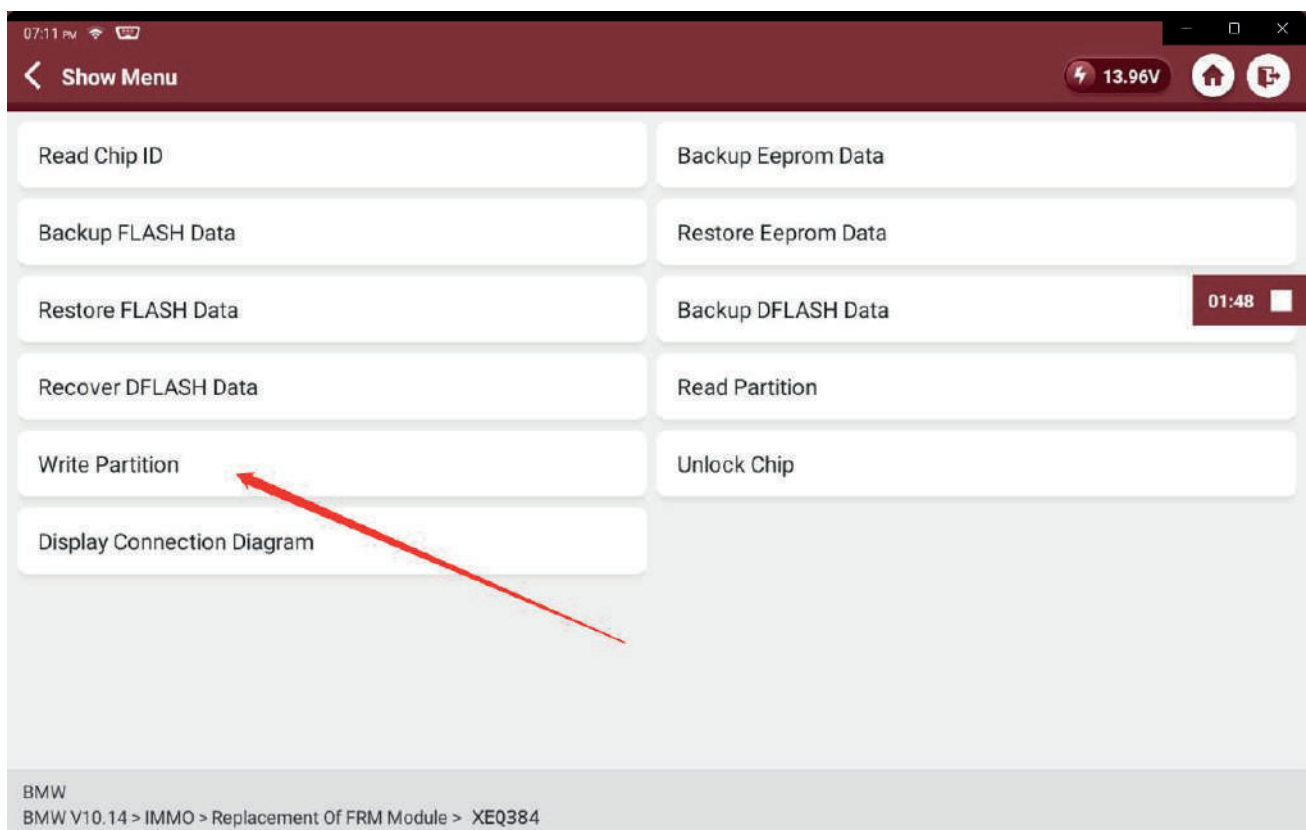 07:11 PM
Show Menu
13.96V
Read Chip ID
Backup Eeprom Data
Backup FLASH Data
Restore Eeprom Data
Restore FLASH Data
Backup DFLASH Data
01:48
Recover DFLASH Data
Read Partition
Write Partition
Unlock Chip
Display Connection Diagram
BMW
BMW V10.14 > IMMO > Replacement Of FRM Module > XEQ384